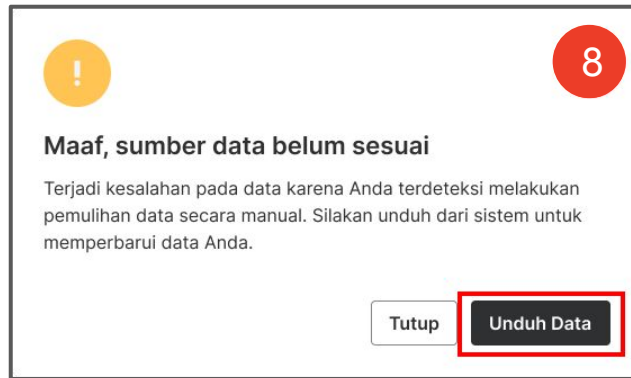 !
8
Maaf, sumber data belum sesuai
Terjadi kesalahan pada data karena Anda terdeteksi melakukan
pemulihan data secara manual. Silakan unduh dari sistem untuk
memperbarui data Anda.
Tutup
Unduh Data